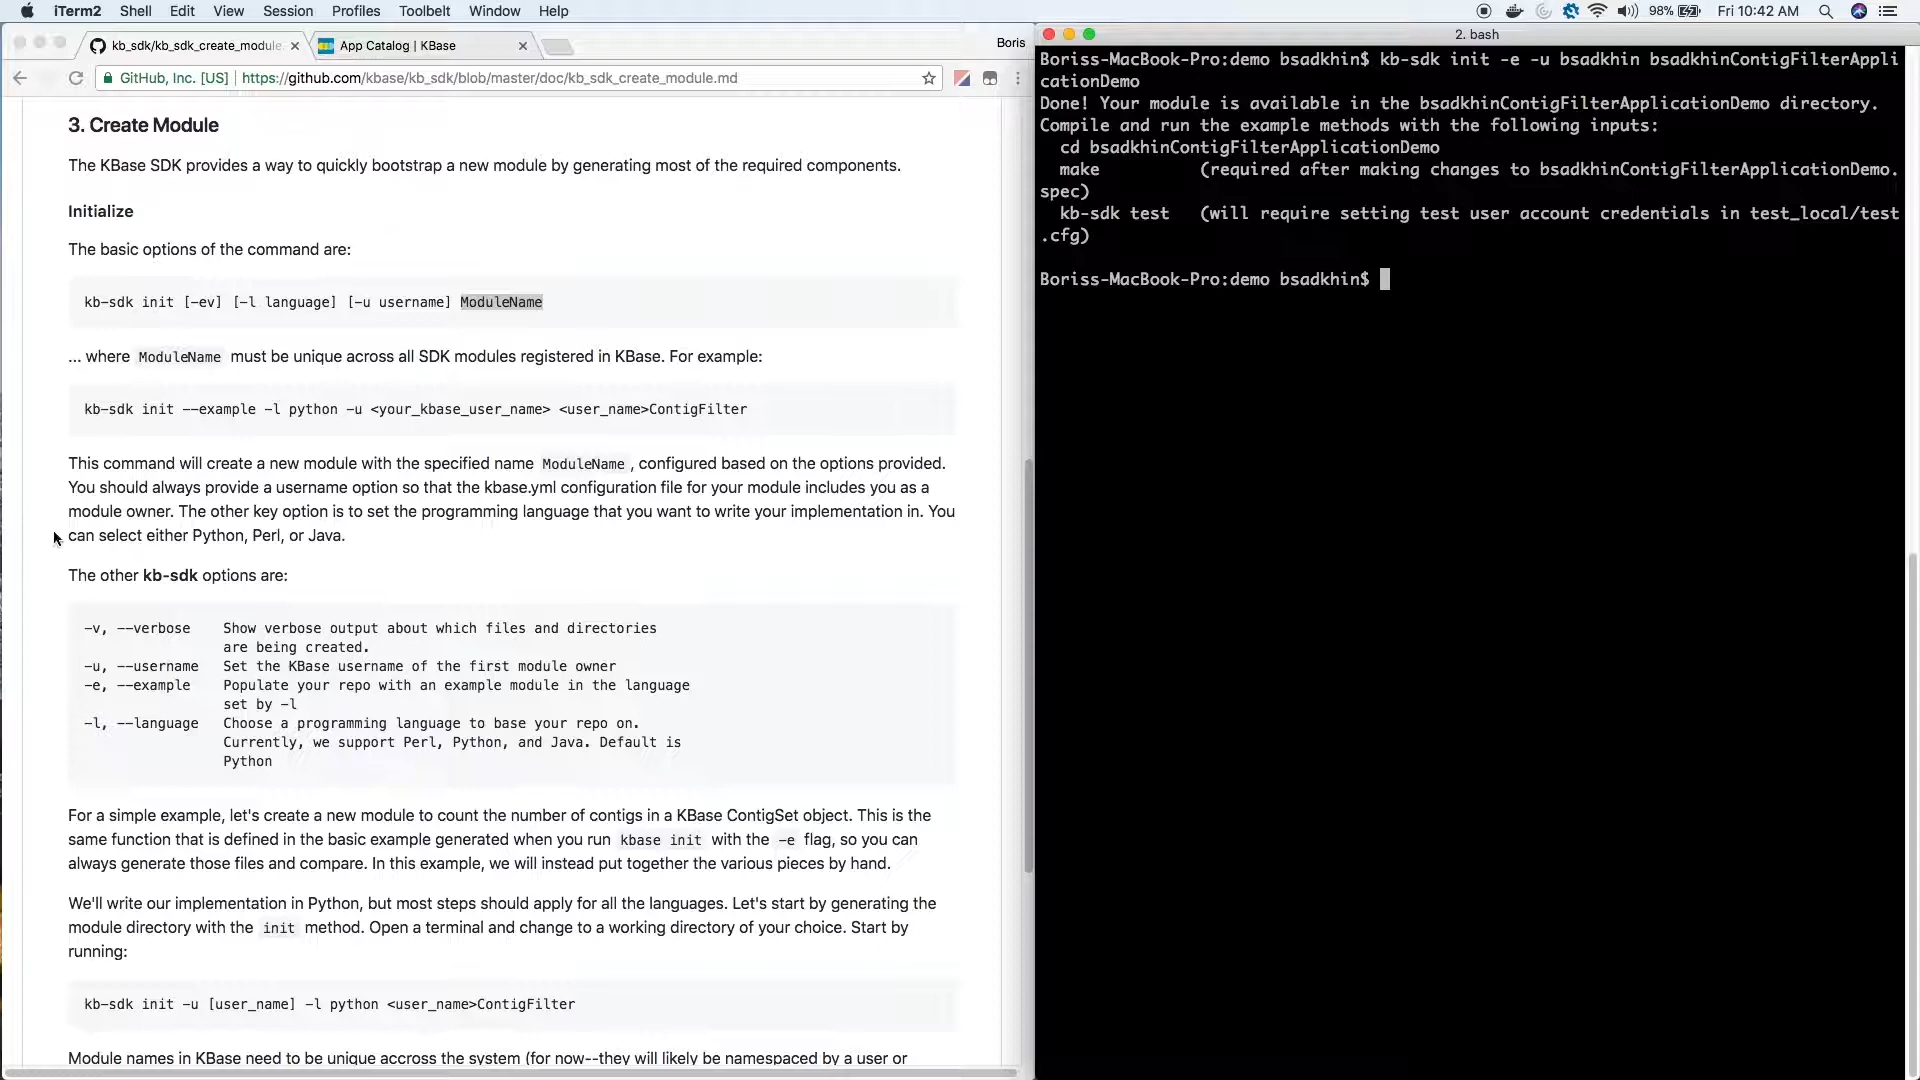 iTerm2 Shell Edit View Session Profiles Toolbelt Window Help 98% Fri 10:42 AM
kb_sdk/kb_sdk_create_module. App Catalog | KBase Boris
GitHub, Inc. [US] https://github.com/kbase/kb_sdk/blob/master/doc/kb_sdk_create_module.md
3. Create Module
The KBase SDK provides a way to quickly bootstrap a new module by generating most of the required components.
Initialize
The basic options of the command are:
kb-sdk init [-ev] [-l language] [-u username] ModuleName
... where ModuleName must be unique across all SDK modules registered in KBase. For example:
kb-sdk init --example -l python -u <your_kbase_user_name> <user_name>ContigFilter
This command will create a new module with the specified name ModuleName , configured based on the options provided.
You should always provide a username option so that the kbase.yml configuration file for your module includes you as a
module owner. The other key option is to set the programming language that you want to write your implementation in. You
can select either Python, Perl, or Java.
The other kb-sdk options are:
-v, --verbose Show verbose output about which files and directories
are being created.
-u, --username Set the KBase username of the first module owner
-e, --example Populate your repo with an example module in the language
set by -l
-l, --language Choose a programming language to base your repo on.
Currently, we support Perl, Python, and Java. Default is
Python
For a simple example, let's create a new module to count the number of contigs in a KBase ContigSet object. This is the
same function that is defined in the basic example generated when you run kbase init with the -e flag, so you can
always generate those files and compare. In this example, we will instead put together the various pieces by hand.
We'll write our implementation in Python, but most steps should apply for all the languages. Let's start by generating the
module directory with the init method. Open a terminal and change to a working directory of your choice. Start by
running:
kb-sdk init -u [user_name] -l python <user_name>ContigFilter
Module names in KBase need to be unique accross the system (for now--they will likely be namespaced by a user or
2. bash
Boriss-MacBook-Pro:demo bsadkhin$ kb-sdk init -e -u bsadkhin bsadkhinContigFilterAppli
cationDemo
Done! Your module is available in the bsadkhinContigFilterApplicationDemo directory.
Compile and run the example methods with the following inputs:
cd bsadkhinContigFilterApplicationDemo
make (required after making changes to bsadkhinContigFilterApplicationDemo.
spec)
kb-sdk test (will require setting test user account credentials in test_local/test
.cfg)
Boriss-MacBook-Pro:demo bsadkhin$